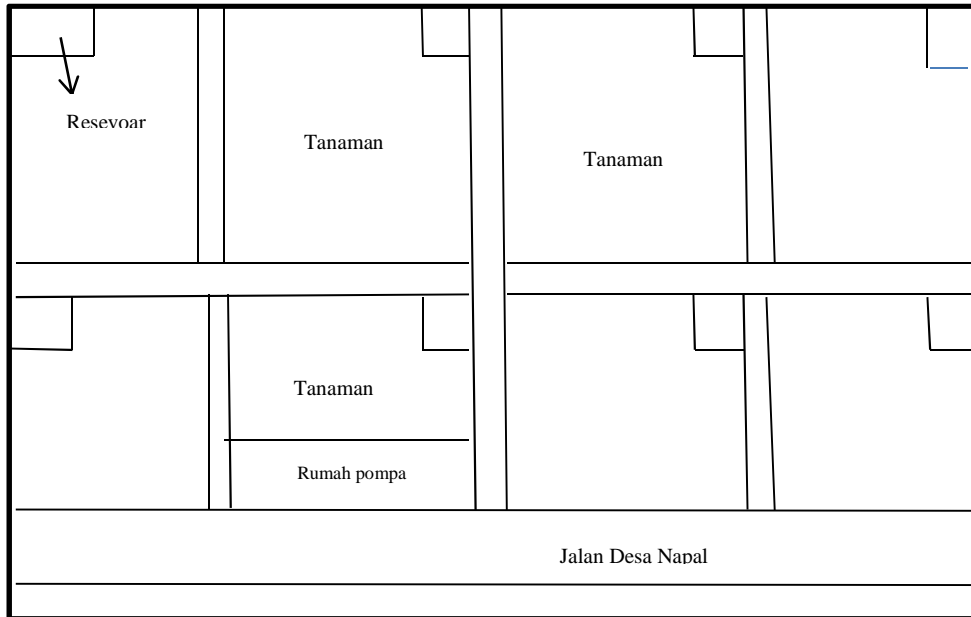 Resevoar
Tanaman
Tanaman
Tanaman
Rumah pompa
Jalan Desa Napal